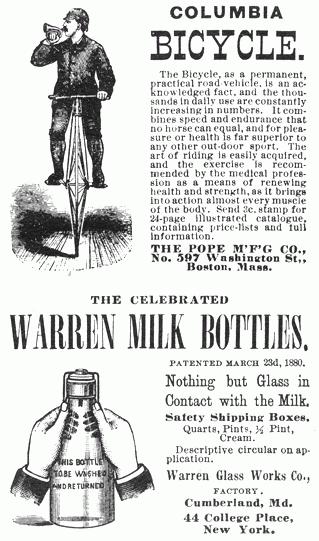 COLUMBIA
BICYCLE.
The Bicycle, as a permanent,
practical road-vehicle, is an ac-
knowledged fact, and the thou-
sands in daily use are constantly
increasing in numbers. It com-
bines speed and endurance that
no horse can equal, and for plea-
sure or health is far superior to
any other out-door sport. The
art of riding is easily acquired,
and the exercise is recom-
mended by the medical profes-
sion as a means of renewing
health and strength, as it brings
into action almost every muscle
of the body. Send 3c. stamp for
24-page illustrated catalogue,
containing price-lists and full
information.
THE POPE M'F'G CO.,
No. 597 Washington St.,
Boston, Mass.
THE CELEBRATED
WARREN MILK BOTTLES.
PATENTED MARCH 23d, 1880.
Nothing but Glass in
Contact with the Milk.
Safety Shipping Boxes.
Quarts, Pints, ½ Pint,
Cream.
Descriptive circular on ap-
plication.
Warren Glass Works Co.,
FACTORY,
Cumberland, Md.
44 College Place,
New York.
THIS BOTTLE
TO BE WASHED
AND RETURNED